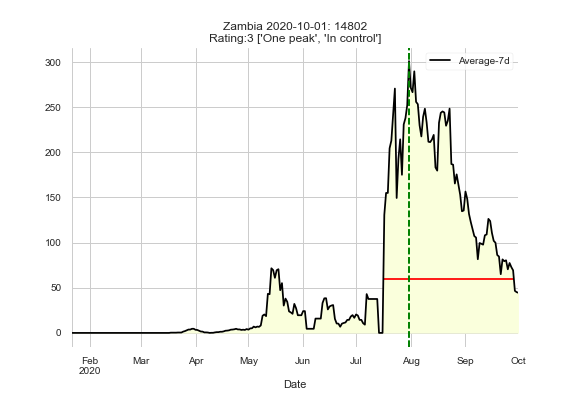 Zambia 2020-10-01: 14802
Rating:3 ['One peak', 'In control']
Average-7d
300
250
200
150
100
50
0
Feb Mar Apr May Jun Jul Aug Sep Oct
2020
Date